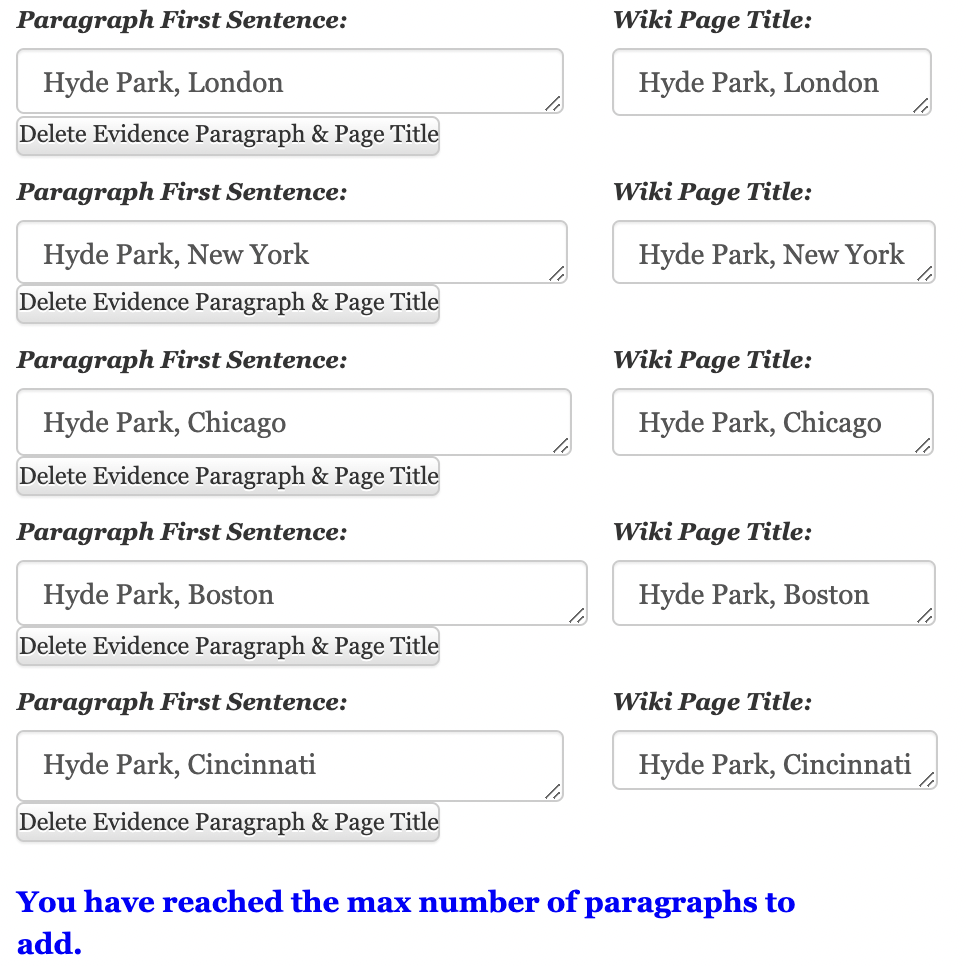 Paragraph First Sentence: Wiki Page Title:
Hyde Park, London Hyde Park, London
Delete Evidence Paragraph & Page Title
Paragraph First Sentence: Wiki Page Title:
Hyde Park, New York Hyde Park, New York
Delete Evidence Paragraph & Page Title
Paragraph First Sentence: Wiki Page Title:
Hyde Park, Chicago Hyde Park, Chicago
Delete Evidence Paragraph & Page Title
Paragraph First Sentence: Wiki Page Title:
Hyde Park, Boston Hyde Park, Boston
Delete Evidence Paragraph & Page Title
Paragraph First Sentence: Wiki Page Title:
Hyde Park, Cincinnati Hyde Park, Cincinnati
Delete Evidence Paragraph & Page Title
You have reached the max number of paragraphs to
add.